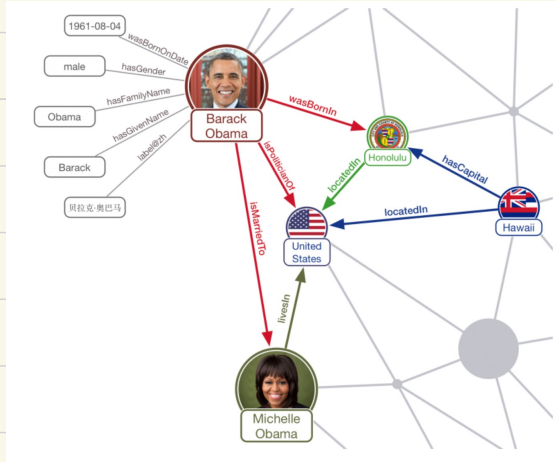 1961-08-04
wasBornOnDate
male
hasGender
hasFamilyName
Obama
hasGivenName
Barack
label@zh
贝拉克·奥巴马
Barack
Obama
wasBornIn
isPoliticianOf
isMarriedTo
Honolulu
locatedIn
hasCapital
locatedIn
Hawaii
United
States
livesIn
Michelle
Obama